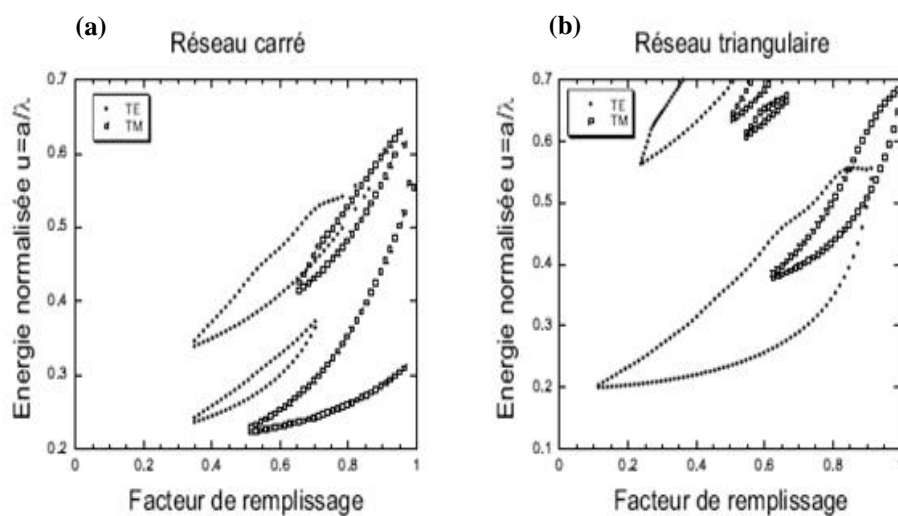 (a)
Réseau carré
(b)
Réseau triangulaire
Energie normalisée u=a/λ
0.7
0.6
0.5
0.4
0.3
0.2
TE
TM
0
0.2
0.4
0.6
0.8
1
Facteur de remplissage
Energie normalisée u=a/λ
0.7
0.6
0.5
0.4
0.3
0.2
0.1
TE
TM
0
0.2
0.4
0.6
0.8
1
Facteur de remplissage